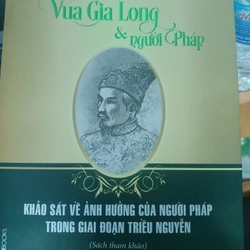 Vua Gia Long
& người Pháp
KHẢO SÁT VỀ ẢNH HƯỞNG CỦA NGƯỜI PHÁP
TRONG GIAI ĐOẠN TRIỀU NGUYỄN
(Sách tham khảo)
BOOKS